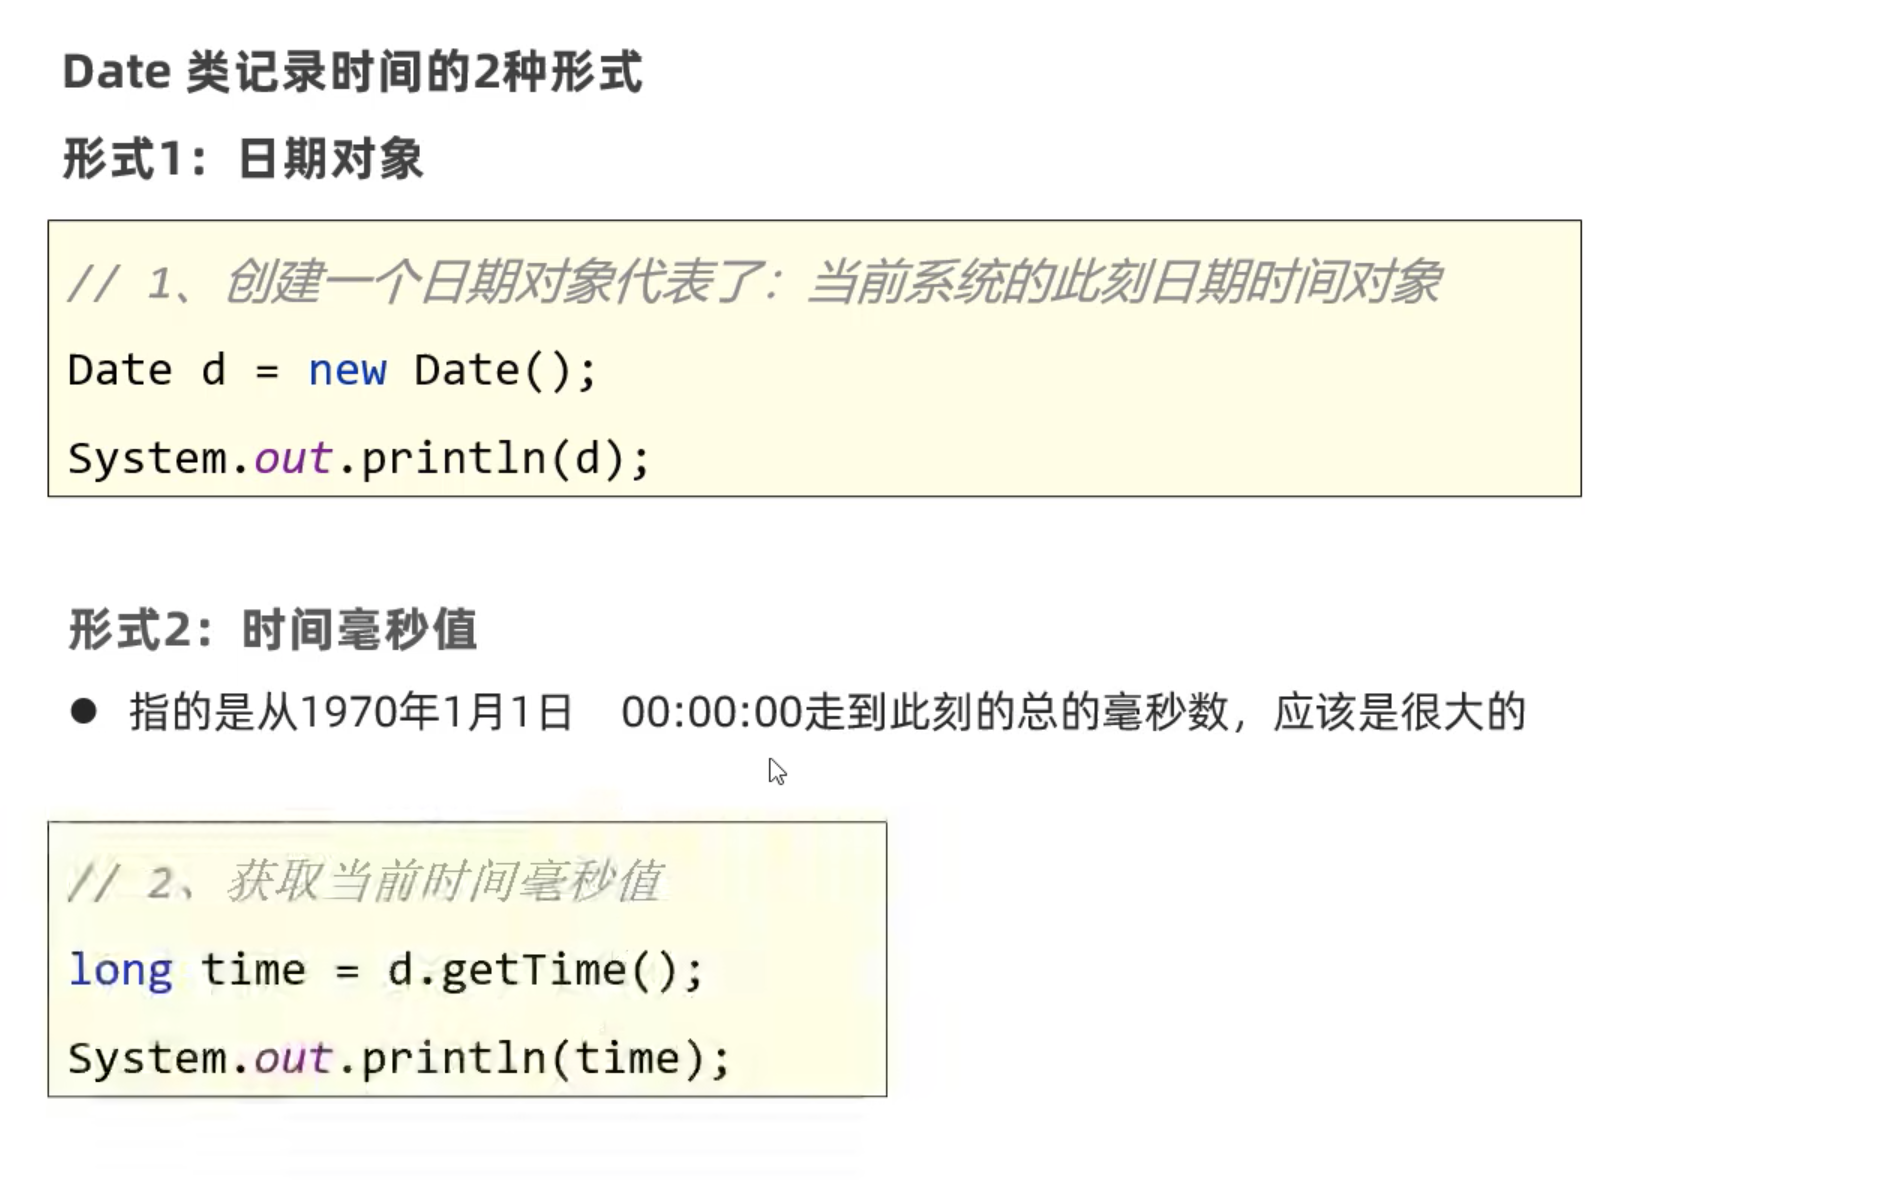 Date 类记录时间的2种形式
形式1：日期对象
// 1、创建一个日期对象代表了：当前系统的此刻日期时间对象
Date d = new Date();
System.out.println(d);
形式2：时间毫秒值
● 指的是从1970年1月1日 00:00:00走到此刻的总的毫秒数，应该是很大的
// 2、获取当前时间毫秒值
long time = d.getTime();
System.out.println(time);